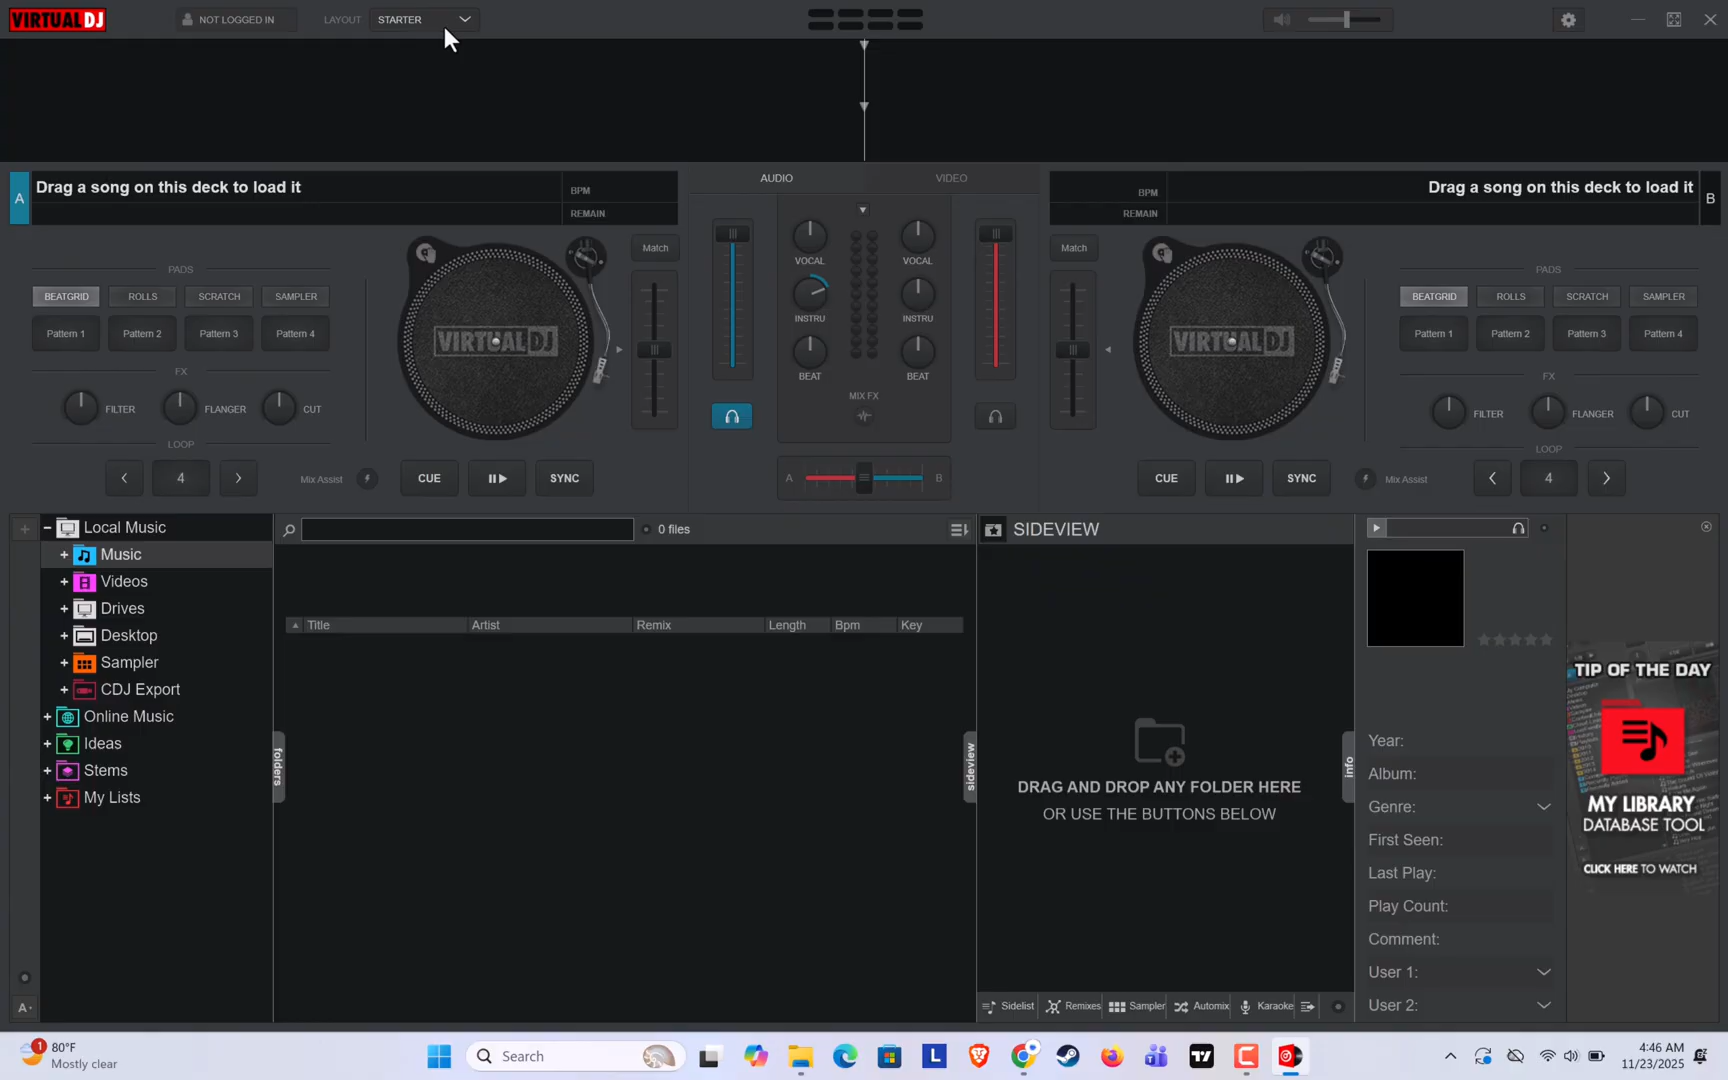 VIRTUAL DJ
NOT LOGGED IN
LAYOUT
STARTER
A
Drag a song on this deck to load it
BPM
REMAIN
AUDIO
VIDEO
BPM
REMAIN
Drag a song on this deck to load it
B
PADS
BEATGRID
ROLLS
SCRATCH
SAMPLER
Pattern 1
Pattern 2
Pattern 3
Pattern 4
FX
FILTER
FLANGER
CUT
LOOP
4
Mix Assist
VIRTUAL DJ
CUE
SYNC
Match
VOCAL
VOCAL
INSTRU
INSTRU
BEAT
BEAT
MIX FX
A
B
Match
VIRTUAL DJ
CUE
SYNC
Mix Assist
PADS
BEATGRID
ROLLS
SCRATCH
SAMPLER
Pattern 1
Pattern 2
Pattern 3
Pattern 4
FX
FILTER
FLANGER
CUT
LOOP
4
Local Music
Music
Videos
Drives
Desktop
Sampler
CDJ Export
Online Music
Ideas
Stems
My Lists
A
folders
0 files
Title
Artist
Remix
Length
Bpm
Key
sideview
SIDEVIEW
DRAG AND DROP ANY FOLDER HERE
OR USE THE BUTTONS BELOW
Sidelist
Remixes
Sampler
Automix
Karaoke
info
Year:
Album:
Genre:
First Seen:
Last Play:
Play Count:
Comment:
User 1:
User 2:
TIP OF THE DAY
MY LIBRARY
DATABASE TOOL
CLICK HERE TO WATCH
1
80°F
Mostly clear
Search
L
4:46 AM
11/23/2025